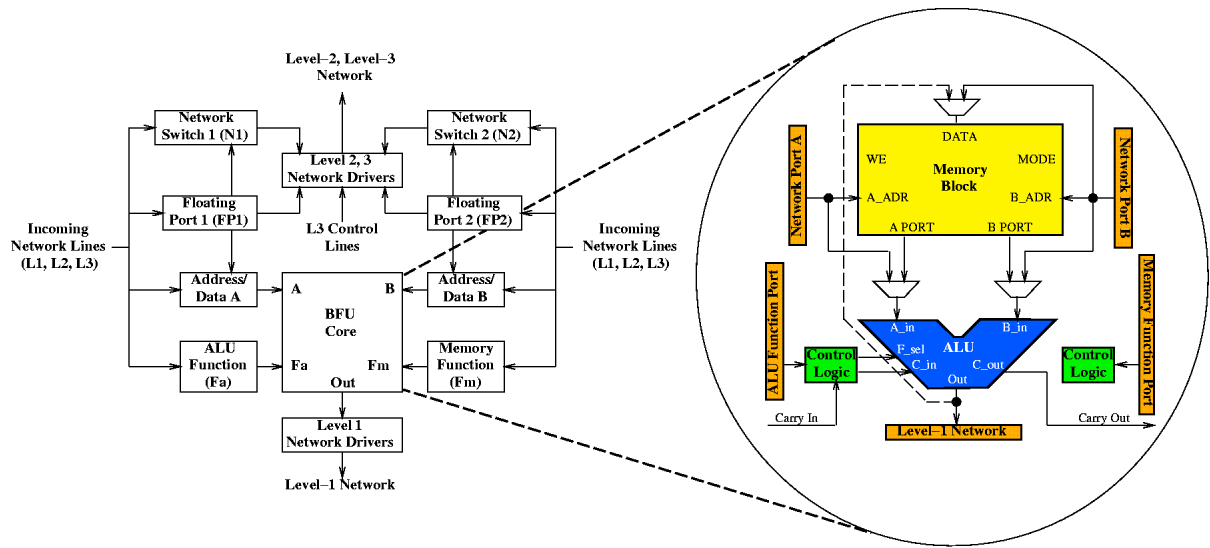 Level–2, Level–3
Network
Network
Switch 1 (N1)
Network
Switch 2 (N2)
Level 2, 3
Network Drivers
Floating
Port 1 (FP1)
Floating
Port 2 (FP2)
L3 Control
Lines
Incoming
Network Lines
(L1, L2, L3)
Incoming
Network Lines
(L1, L2, L3)
Address/
Data A
A
B
Address/
Data B
BFU
Core
ALU
Function
(Fa)
Fa
Fm
Memory
Function
(Fm)
Out
Level 1
Network Drivers
Level–1 Network
Network Port A
DATA
WE
MODE
Memory
Block
A_ADR
B_ADR
A PORT
B PORT
Network Port B
ALU Function Port
A_in
B_in
F_sel
ALU
C_in
C_out
Out
Control
Logic
Control
Logic
Memory Function Port
Carry In
Carry Out
Level–1 Network